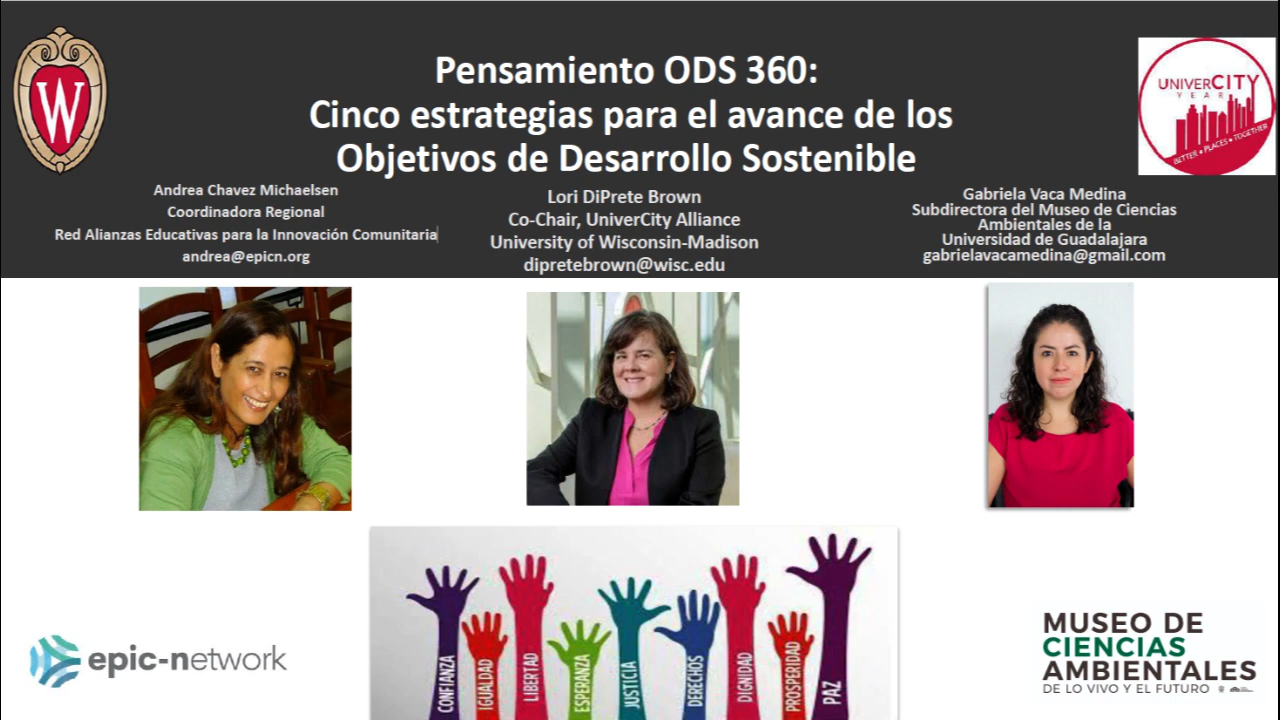 W
Pensamiento ODS 360:
Cinco estrategias para el avance de los
Objetivos de Desarrollo Sostenible
UNIVERCITY
YEAR
BETTER • PLACES • TOGETHER
Andrea Chavez Michaelsen
Coordinadora Regional
Red Alianzas Educativas para la Innovación Comunitaria
andrea@epicn.org
Lori DiPrete Brown
Co-Chair, UniverCity Alliance
University of Wisconsin-Madison
dipretebrown@wisc.edu
Gabriela Vaca Medina
Subdirectora del Museo de Ciencias
Ambientales de la
Universidad de Guadalajara
gabrielavacamedina@gmail.com
CONFIANZA
IGUALDAD
LIBERTAD
ESPERANZA
JUSTICIA
DERECHOS
DIGNIDAD
PROSPERIDAD
PAZ
epic-network
MUSEO DE
CIENCIAS
AMBIENTALES
DE LO VIVO Y EL FUTURO